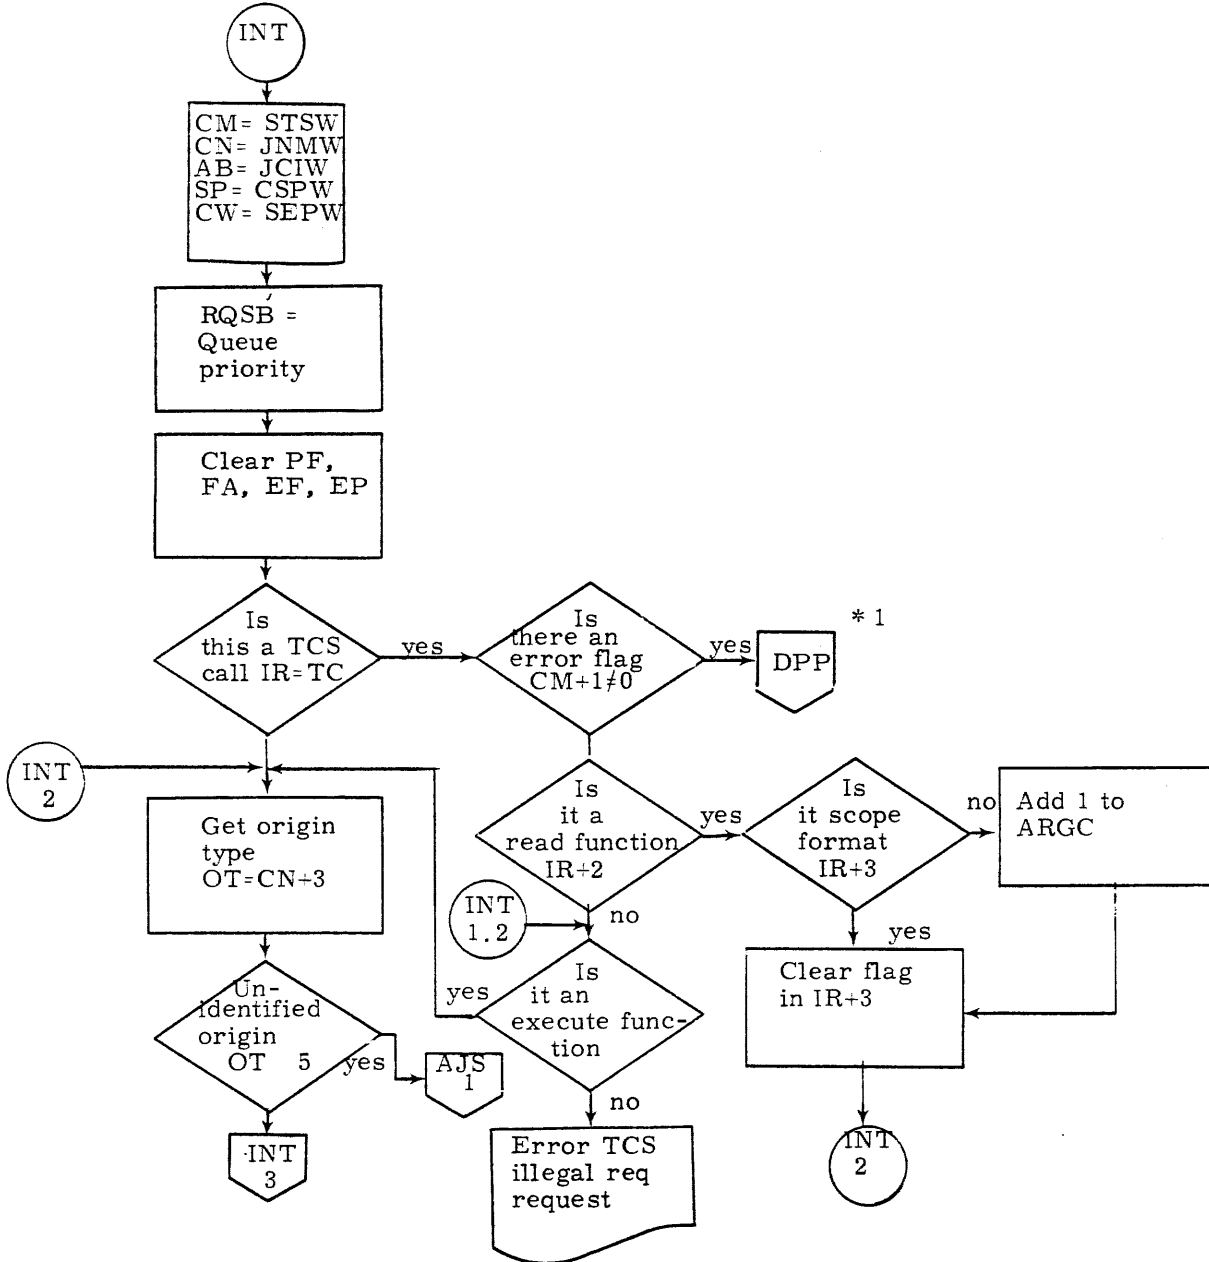 INT
CM= STSW
CN= JNMW
AB= JCIW
SP= CSPW
CW= SEPW
RQSB =
Queue
priority
Clear PF,
FA, EF, EP
Is
this a TCS
call IR=TC
yes
Is
there an
error flag
CM+1≠0
yes
DPP
* 1
INT
2
Get origin
type
OT=CN+3
Is
it a
read function
IR+2
yes
Is
it scope
format
IR+3
no
Add 1 to
ARGC
INT
1.2
no
yes
Clear flag
in IR+3
Un-
identified
origin
OT 5
yes
AJS
1
yes
Is
it an
execute func-
tion
no
INT
3
Error TCS
illegal req
request
INT
2